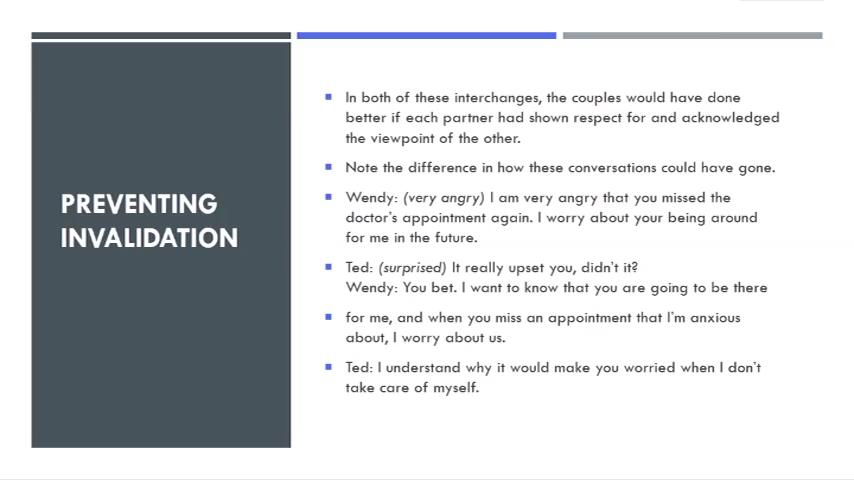 PREVENTING
INVALIDATION
In both of these interchanges, the couples would have done
better if each partner had shown respect for and acknowledged
the viewpoint of the other.
Note the difference in how these conversations could have gone.
Wendy: (very angry) I am very angry that you missed the
doctor's appointment again. I worry about your being around
for me in the future.
Ted: (surprised) It really upset you, didn't it?
Wendy: You bet. I want to know that you are going to be there
for me, and when you miss an appointment that I'm anxious
about, I worry about us.
Ted: I understand why it would make you worried when I don't
take care of myself.